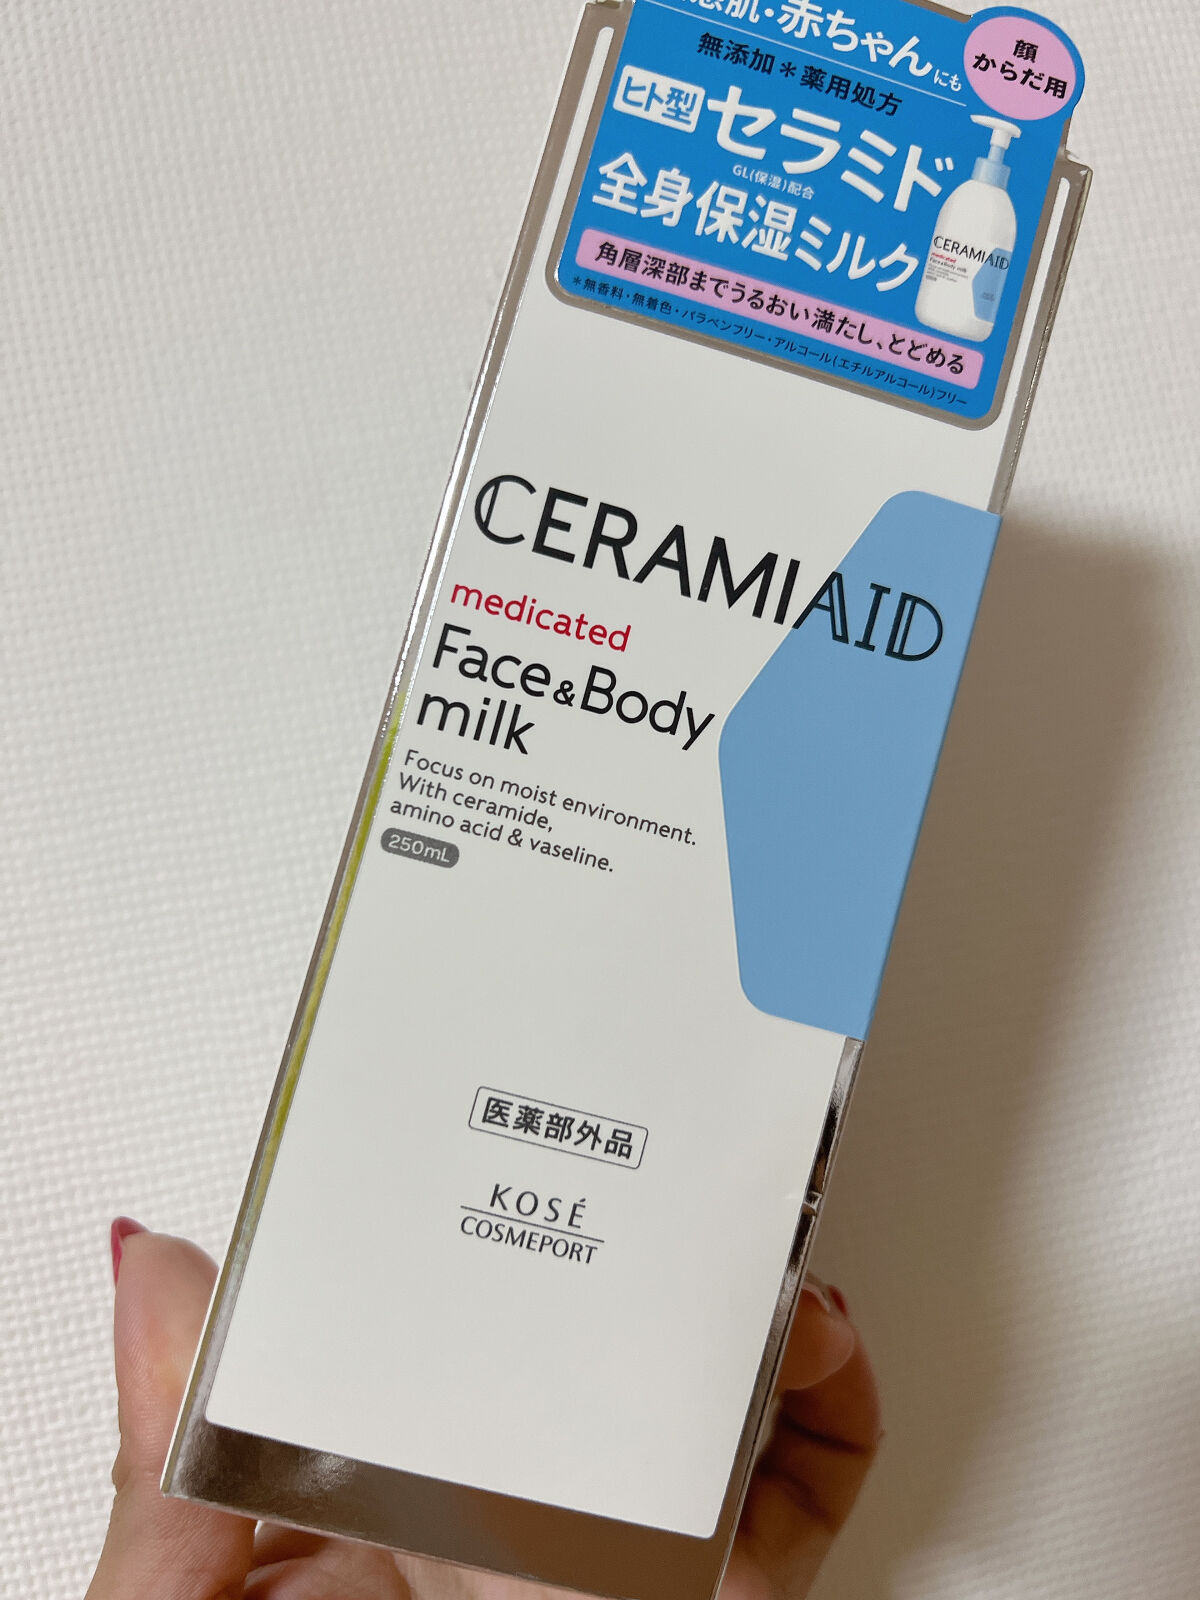 肌・赤ちゃんにも
顔
からだ用
無添加＊薬用処方
ヒト型セラミド
GL(保湿)配合
全身保湿ミルク
角層深部までうるおい満たし、とどめる
＊無香料・無着色・パラベンフリー・アルコール(エチルアルコール)フリー
CERAMIAID
medicated
Face&Body milk
CERAMIAID
medicated
Face&Body
milk
Focus on moist environment.
With ceramide,
amino acid & vaseline.
250mL
医薬部外品
KOSÉ
COSMEPORT